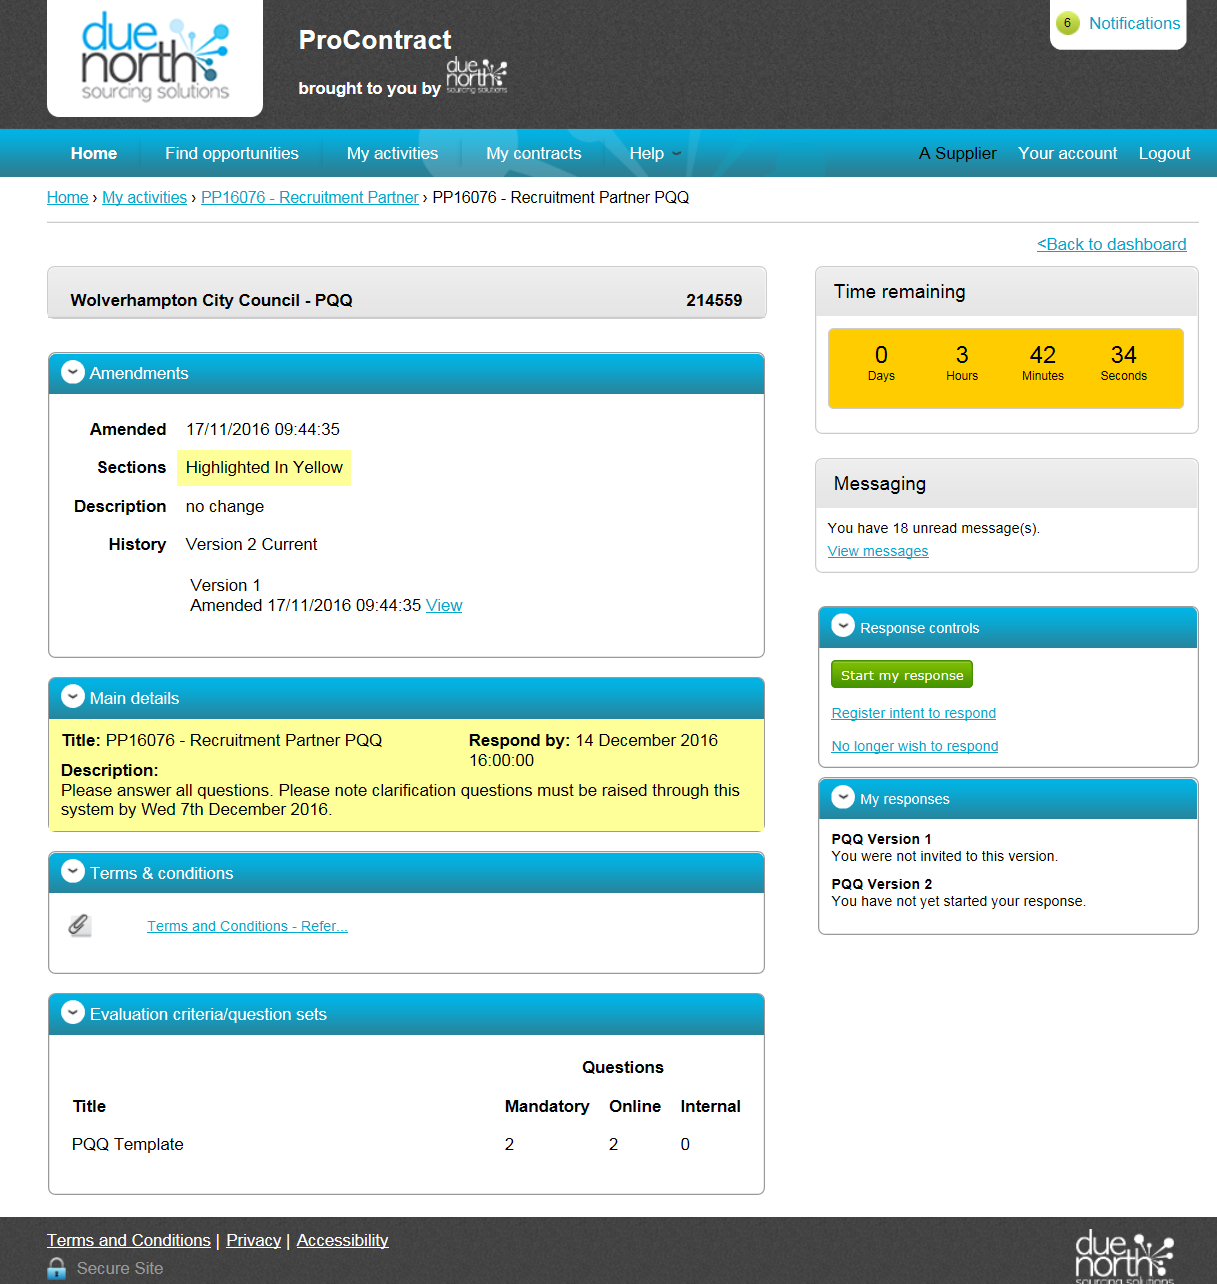 due
north
sourcing solutions
ProContract
brought to you by due north sourcing solutions
6 Notifications
Home Find opportunities My activities My contracts Help A Supplier Your account Logout
Home › My activities › PP16076 - Recruitment Partner › PP16076 - Recruitment Partner PQQ
<Back to dashboard
Wolverhampton City Council - PQQ 214559
Amendments
Amended 17/11/2016 09:44:35
Sections Highlighted In Yellow
Description no change
History Version 2 Current
Version 1
Amended 17/11/2016 09:44:35 View
Main details
Title: PP16076 - Recruitment Partner PQQ
Respond by: 14 December 2016
16:00:00
Description:
Please answer all questions. Please note clarification questions must be raised through this
system by Wed 7th December 2016.
Terms & conditions
Terms and Conditions - Refer...
Evaluation criteria/question sets
Questions
Title Mandatory Online Internal
PQQ Template 2 2 0
Time remaining
0 3 42 34
Days Hours Minutes Seconds
Messaging
You have 18 unread message(s).
View messages
Response controls
Start my response
Register intent to respond
No longer wish to respond
My responses
PQQ Version 1
You were not invited to this version.
PQQ Version 2
You have not yet started your response.
Terms and Conditions | Privacy | Accessibility
Secure Site
due
north
sourcing solutions